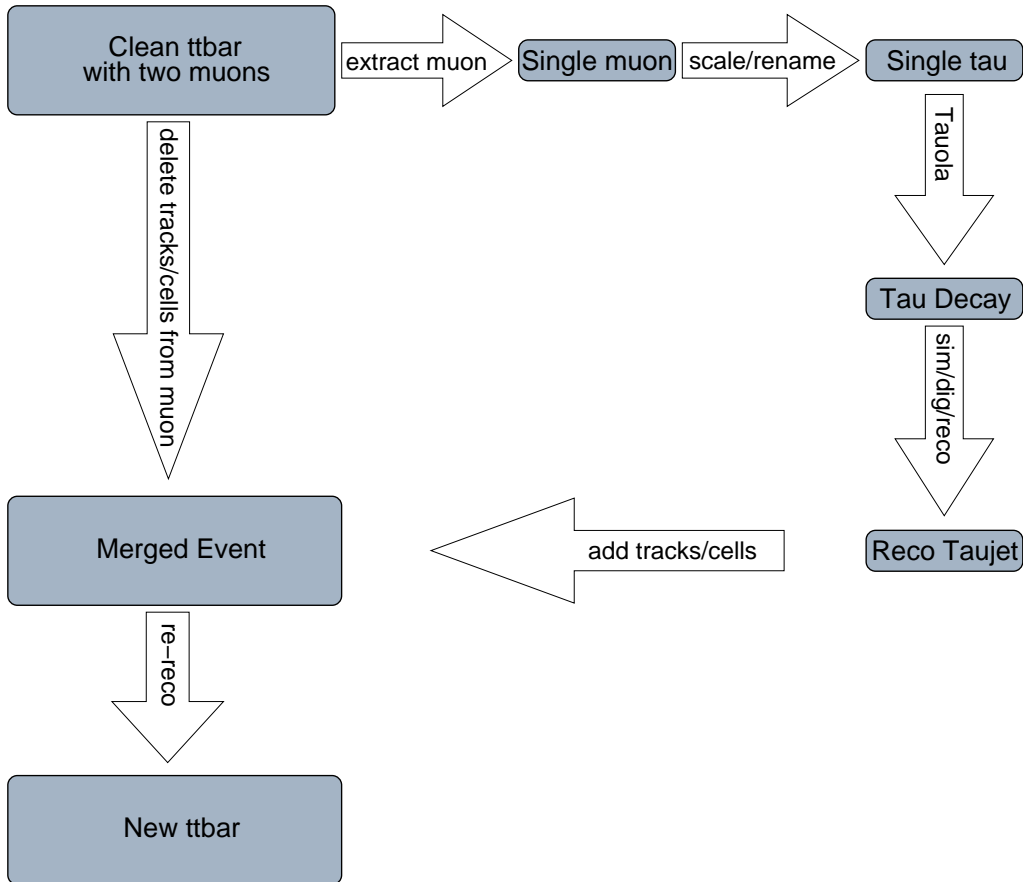 Clean ttbar
with two muons
extract muon
Single muon
scale/rename
Single tau
Tauola
delete tracks/cells from muon
Tau Decay
sim/dig/reco
Merged Event
add tracks/cells
Reco Taujet
re−reco
New ttbar